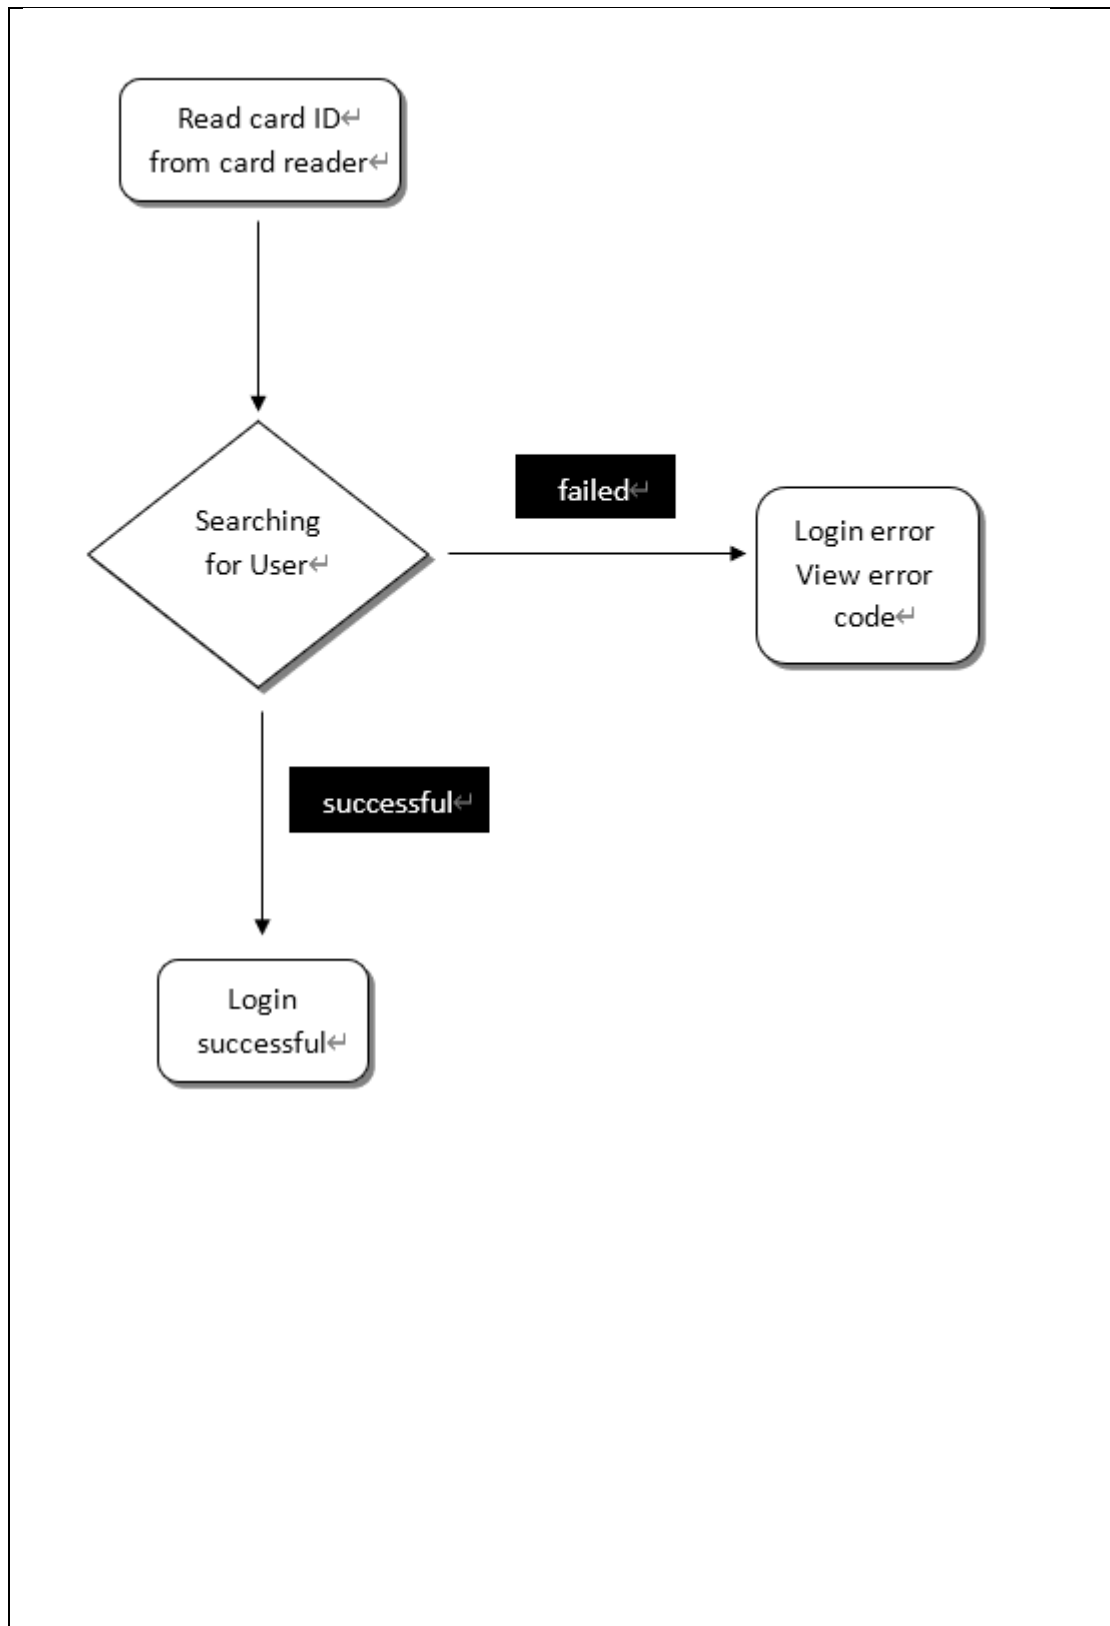 Read card ID
from card reader
Searching
for User
failed
Login error
View error
code
successful
Login
successful